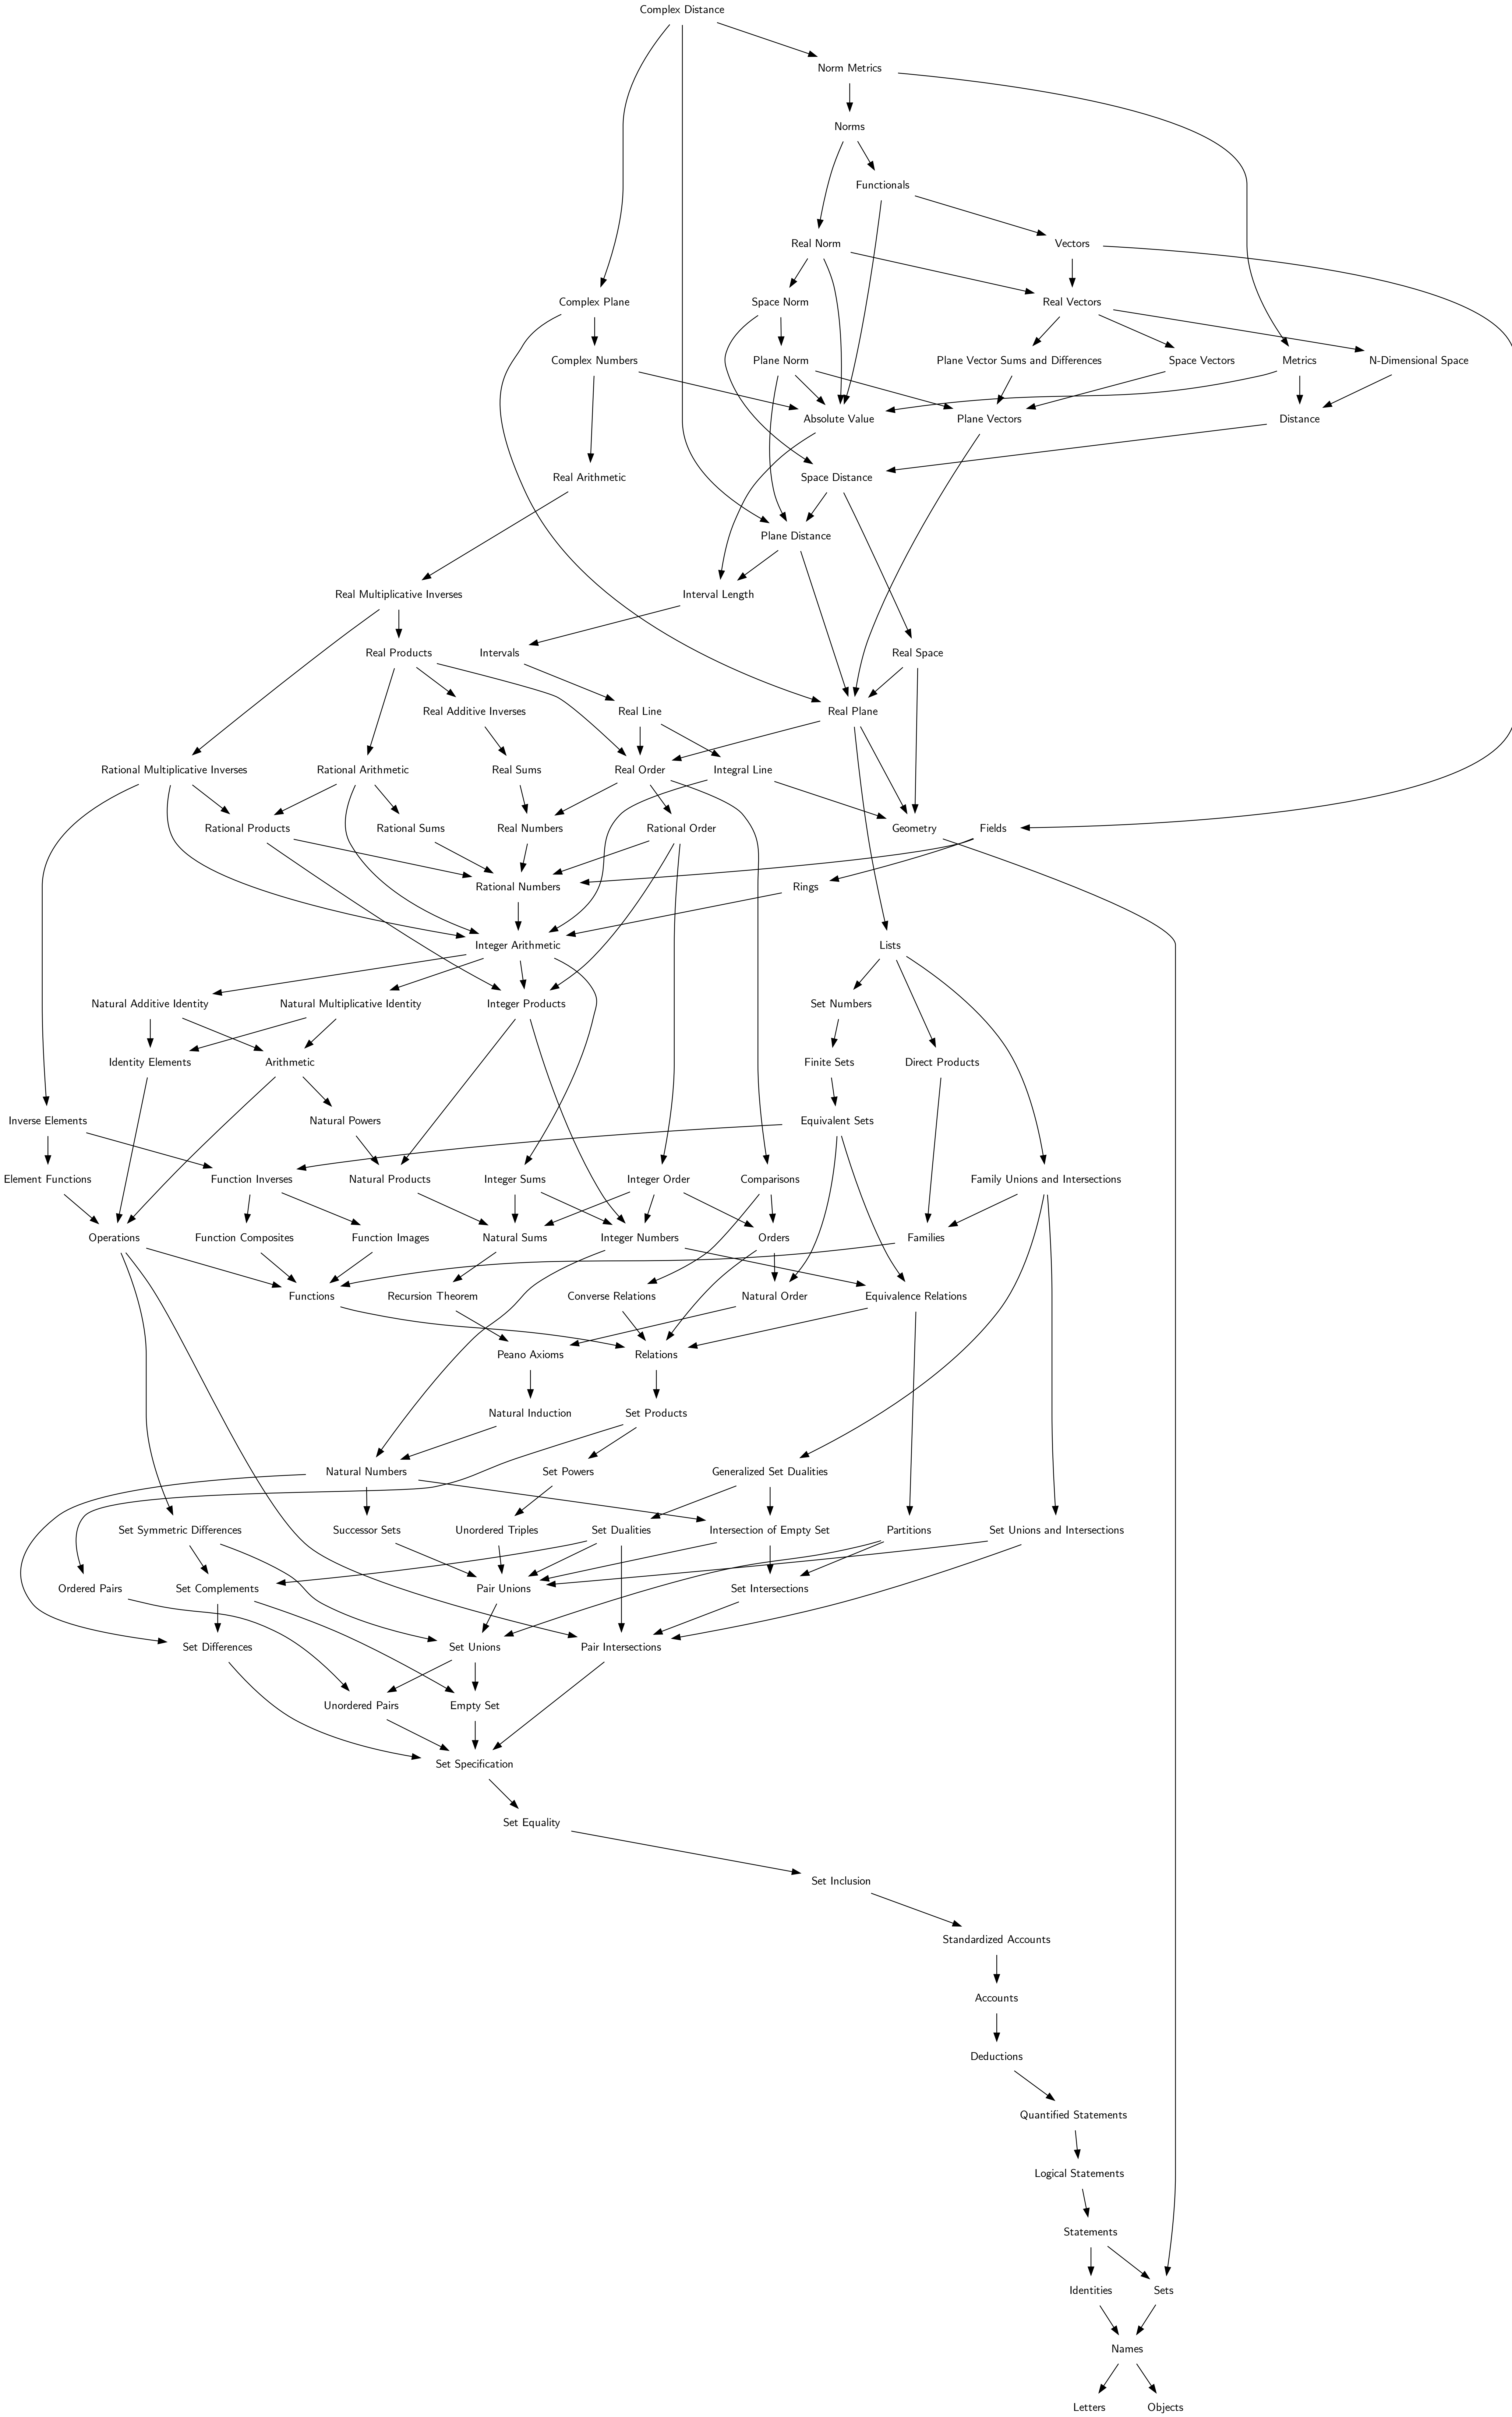 Complex Distance
Norm Metrics
Norms
Functionals
Real Norm
Vectors
Complex Plane
Space Norm
Real Vectors
Complex Numbers
Plane Norm
Plane Vector Sums and Differences
Space Vectors
Metrics
N-Dimensional Space
Absolute Value
Plane Vectors
Distance
Real Arithmetic
Space Distance
Plane Distance
Real Multiplicative Inverses
Interval Length
Real Products
Intervals
Real Space
Real Additive Inverses
Real Line
Real Plane
Rational Multiplicative Inverses
Rational Arithmetic
Real Sums
Real Order
Integral Line
Rational Products
Rational Sums
Real Numbers
Rational Order
Geometry
Fields
Rational Numbers
Rings
Integer Arithmetic
Lists
Natural Additive Identity
Natural Multiplicative Identity
Integer Products
Set Numbers
Identity Elements
Arithmetic
Finite Sets
Direct Products
Inverse Elements
Natural Powers
Equivalent Sets
Element Functions
Function Inverses
Natural Products
Integer Sums
Integer Order
Comparisons
Family Unions and Intersections
Operations
Function Composites
Function Images
Natural Sums
Integer Numbers
Orders
Families
Functions
Recursion Theorem
Converse Relations
Natural Order
Equivalence Relations
Peano Axioms
Relations
Natural Induction
Set Products
Natural Numbers
Set Powers
Generalized Set Dualities
Set Symmetric Differences
Successor Sets
Unordered Triples
Set Dualities
Intersection of Empty Set
Partitions
Set Unions and Intersections
Ordered Pairs
Set Complements
Pair Unions
Set Intersections
Set Differences
Set Unions
Pair Intersections
Unordered Pairs
Empty Set
Set Specification
Set Equality
Set Inclusion
Standardized Accounts
Accounts
Deductions
Quantified Statements
Logical Statements
Statements
Identities
Sets
Names
Letters
Objects